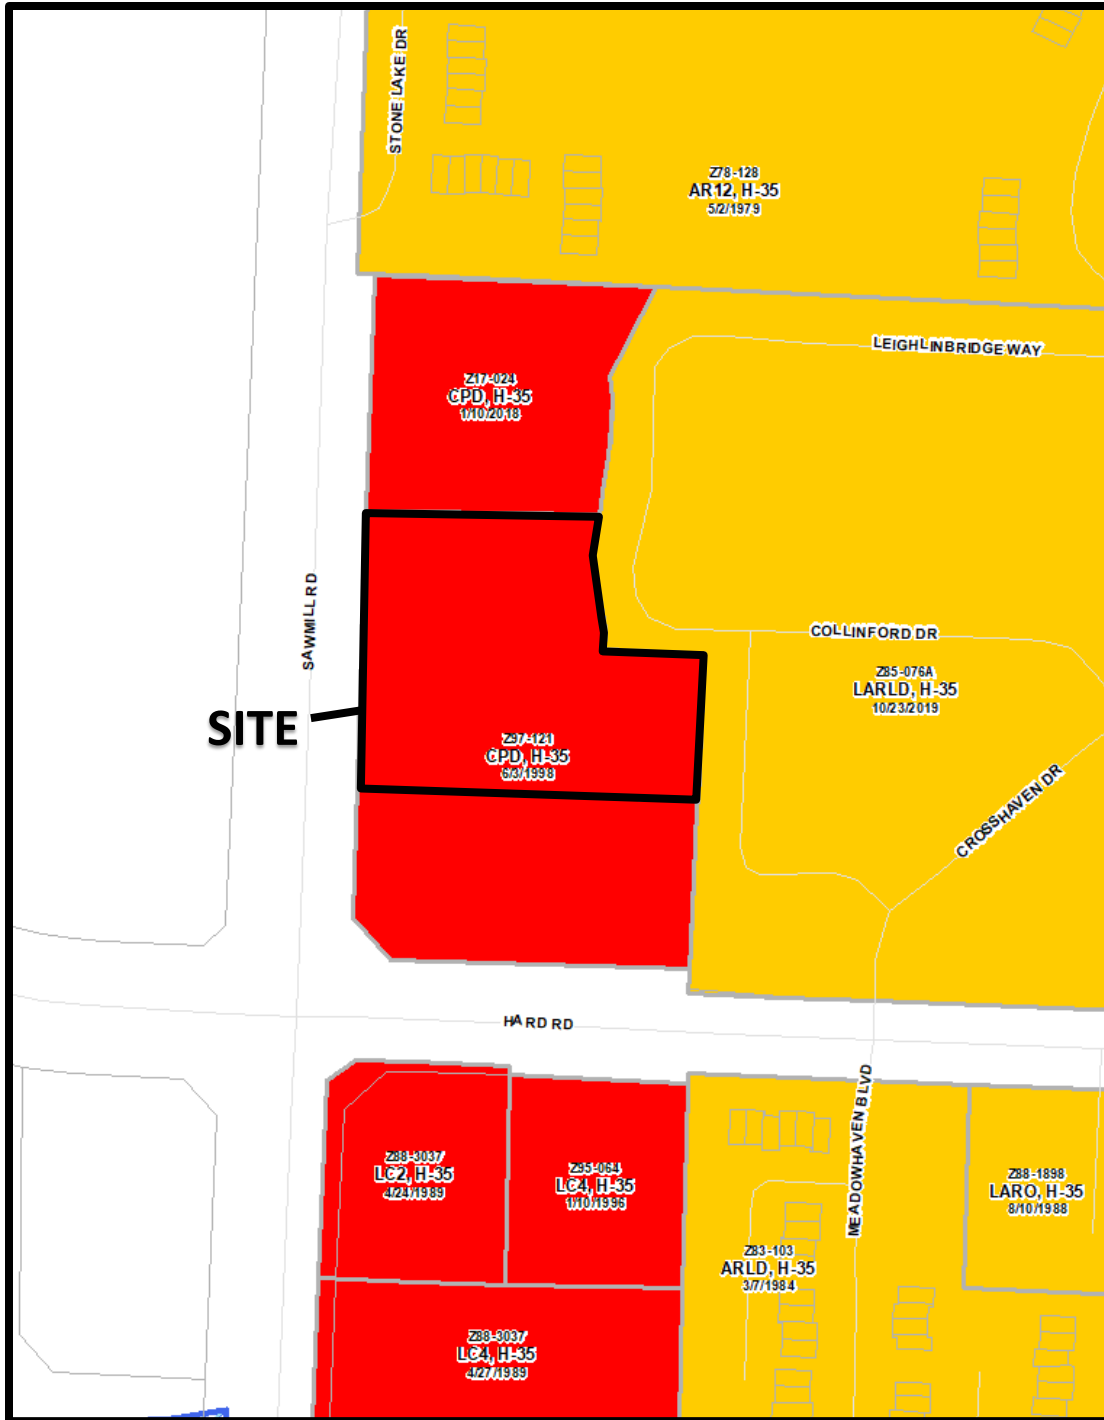 STONE LAKE DR
Z78-128
AR12, H-35
5/2/1979
LEIGHLINBRIDGE WAY
Z17-024
CPD, H-35
1/10/2018
SAWMILL RD
COLLINFORD DR
Z85-076A
LARLD, H-35
10/23/2019
SITE
Z97-121
CPD, H-35
6/3/1998
CROSSHAVEN DR
HARD RD
MEADOWHAVEN BLVD
Z88-3037
LC2, H-35
4/24/1989
Z95-064
LC4, H-35
1/10/1996
Z88-1898
LARO, H-35
8/10/1988
Z83-103
ARLD, H-35
3/7/1984
Z88-3037
LC4, H-35
4/27/1989